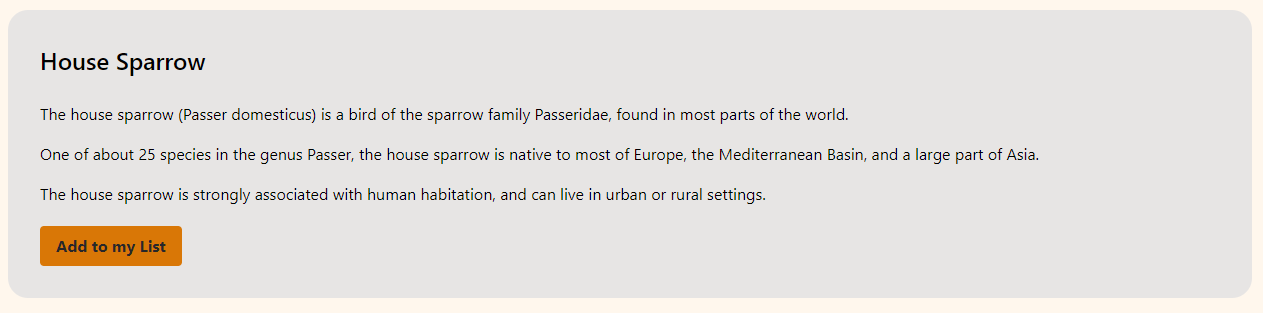 House Sparrow
The house sparrow (Passer domesticus) is a bird of the sparrow family Passeridae, found in most parts of the world.
One of about 25 species in the genus Passer, the house sparrow is native to most of Europe, the Mediterranean Basin, and a large part of Asia.
The house sparrow is strongly associated with human habitation, and can live in urban or rural settings.
Add to my List